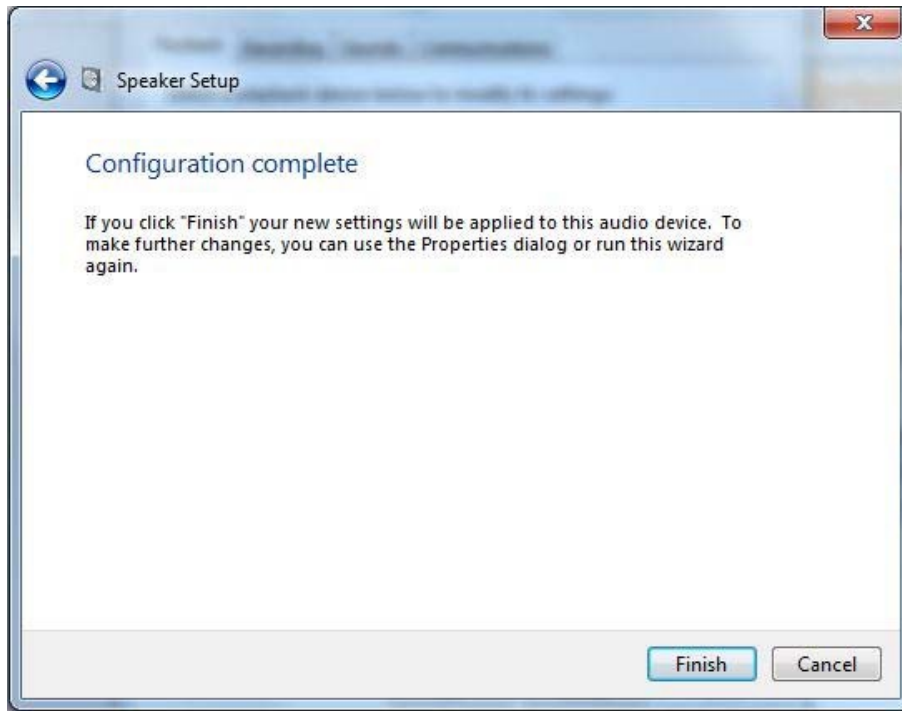 Speaker Setup
Configuration complete
If you click "Finish" your new settings will be applied to this audio device. To
make further changes, you can use the Properties dialog or run this wizard
again.
Finish
Cancel